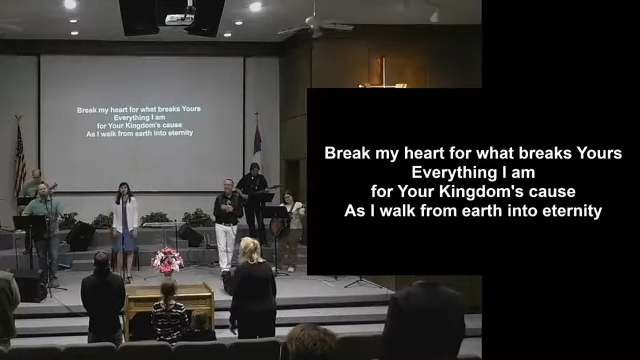 Break my heart for what breaks Yours
Everything I am
for Your Kingdom's cause
As I walk from earth into eternity
Break my heart for what breaks Yours
Everything I am
for Your Kingdom's cause
As I walk from earth into eternity